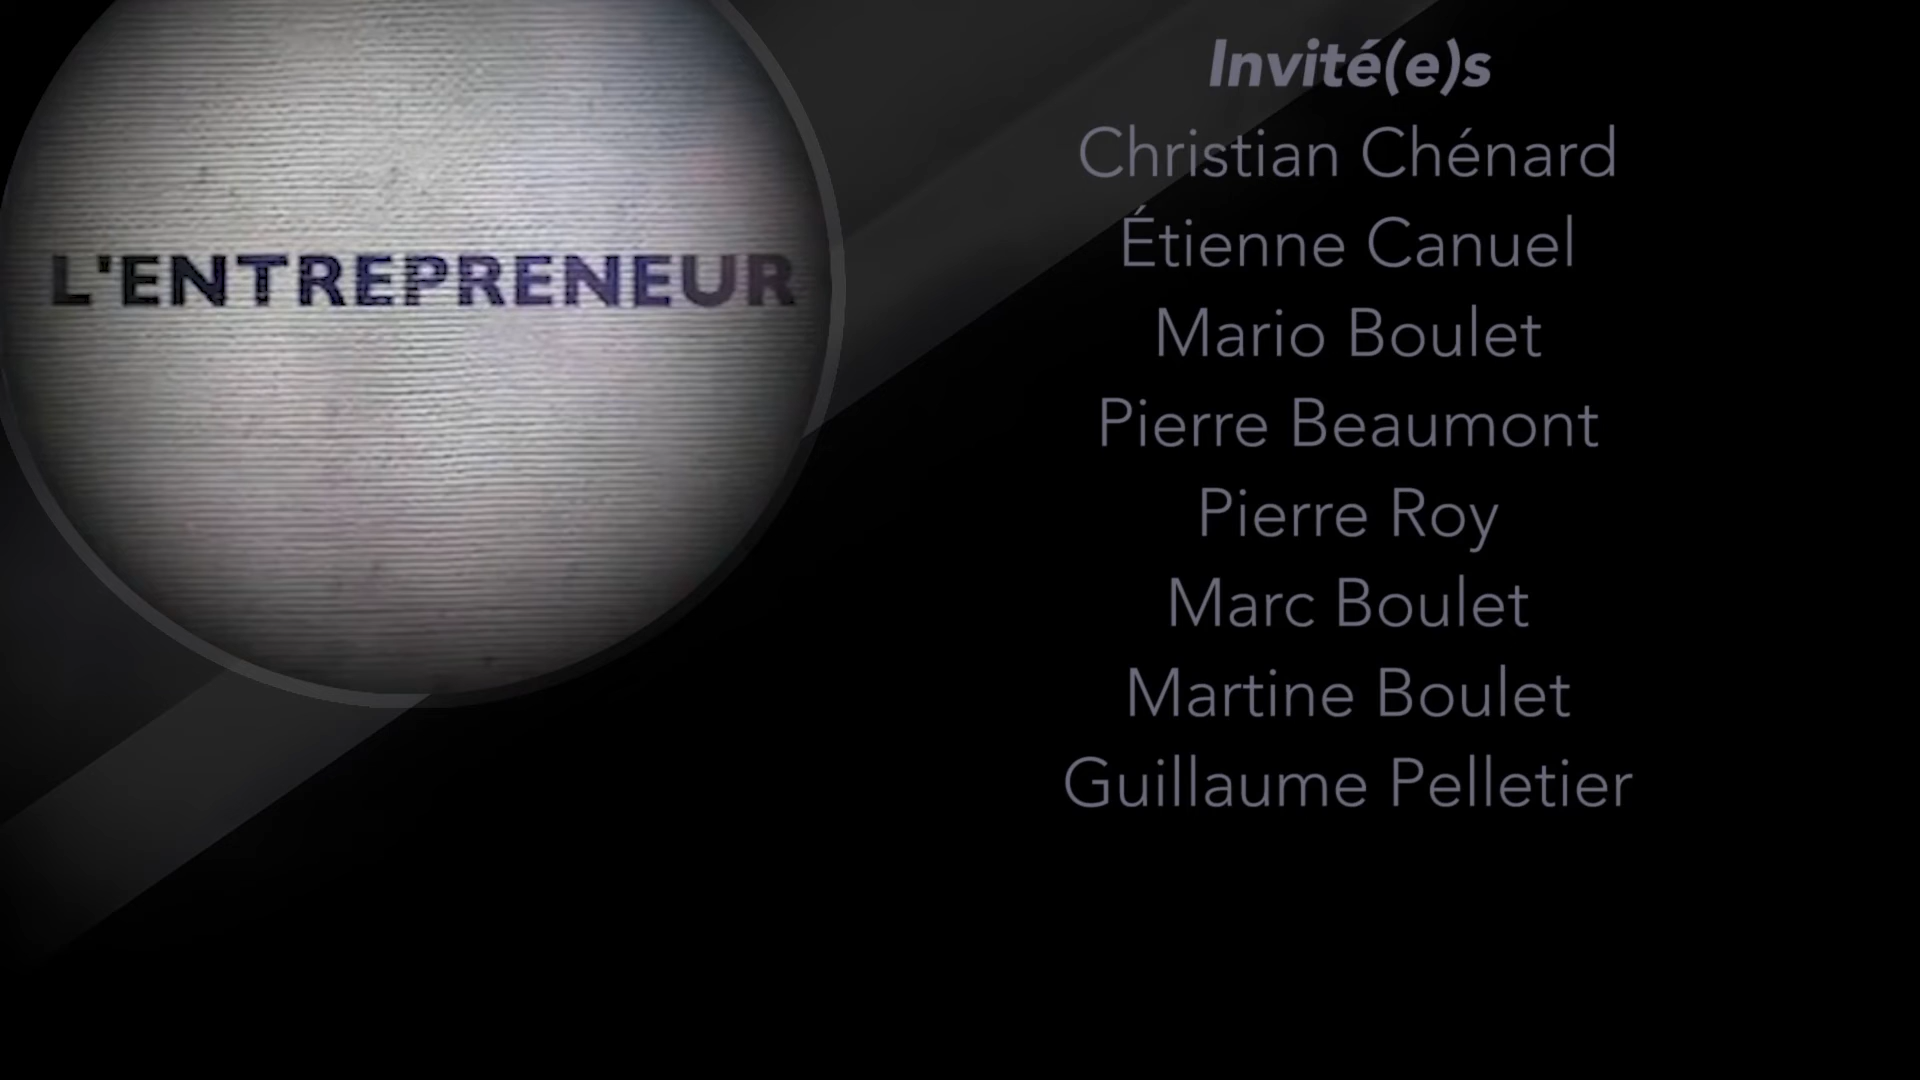 L'ENTREPRENEUR
Invité(e)s
Christian Chénard
Étienne Canuel
Mario Boulet
Pierre Beaumont
Pierre Roy
Marc Boulet
Martine Boulet
Guillaume Pelletier